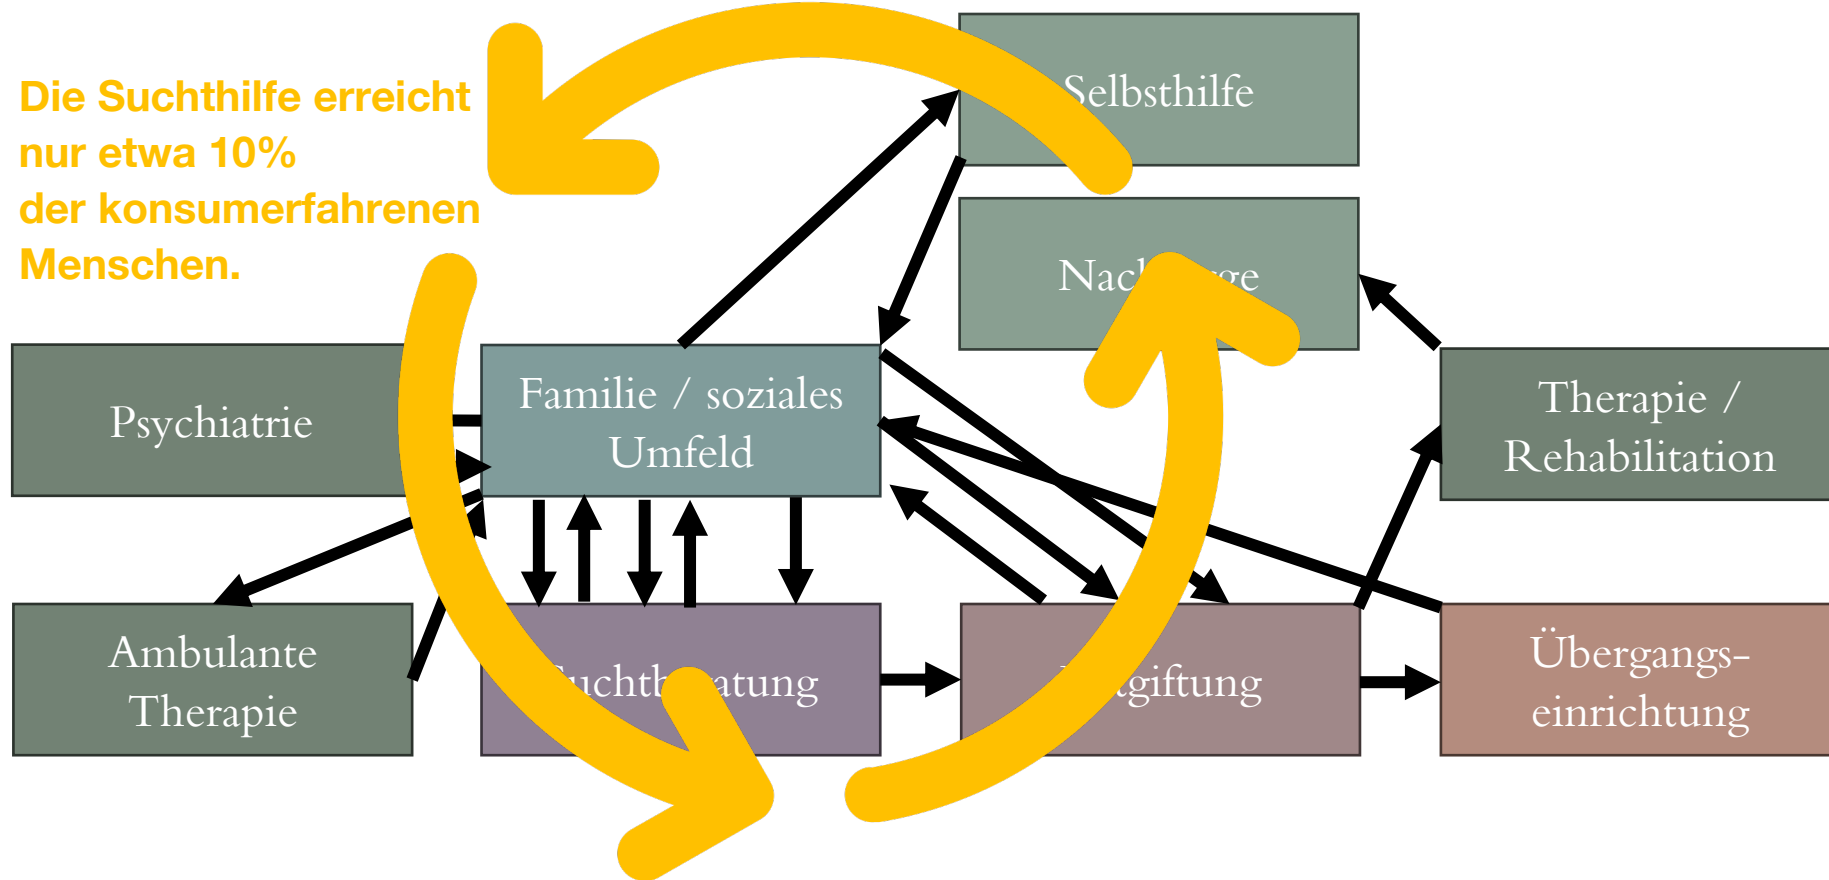 Die Suchthilfe erreicht
nur etwa 10%
der konsumerfahrenen
Menschen.
Selbsthilfe
Psychiatrie
Familie / soziales
Umfeld
Therapie /
Rehabilitation
Ambulante
Therapie
Übergangs-
einrichtung